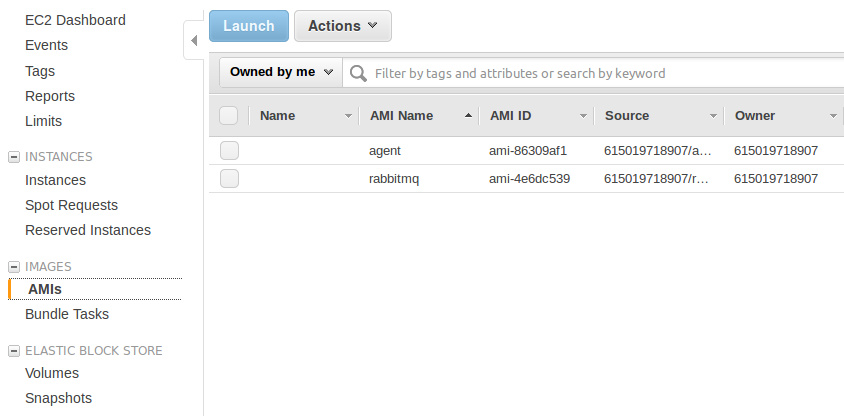 EC2 Dashboard
Events
Tags
Reports
Limits
INSTANCES
Instances
Spot Requests
Reserved Instances
IMAGES
AMIs
Bundle Tasks
ELASTIC BLOCK STORE
Volumes
Snapshots
Launch Actions
Owned by me Filter by tags and attributes or search by keyword
Name AMI Name AMI ID Source Owner
agent ami-86309af1 615019718907/a... 615019718907
rabbitmq ami-4e6dc539 615019718907/r... 615019718907